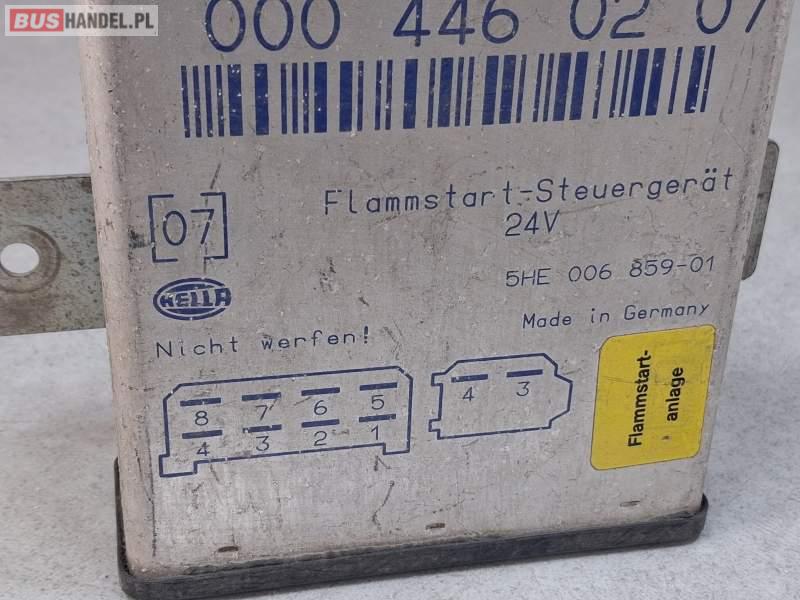 BUSHANDEL.PL
000 446 02 07
[07]
Flammstart-Steuergerät
24V
5HE 006 859-01
HELLA
Made in Germany
Nicht werfen!
8 7 6 5
4 3 2 1
4 3
Flammstart-
anlage